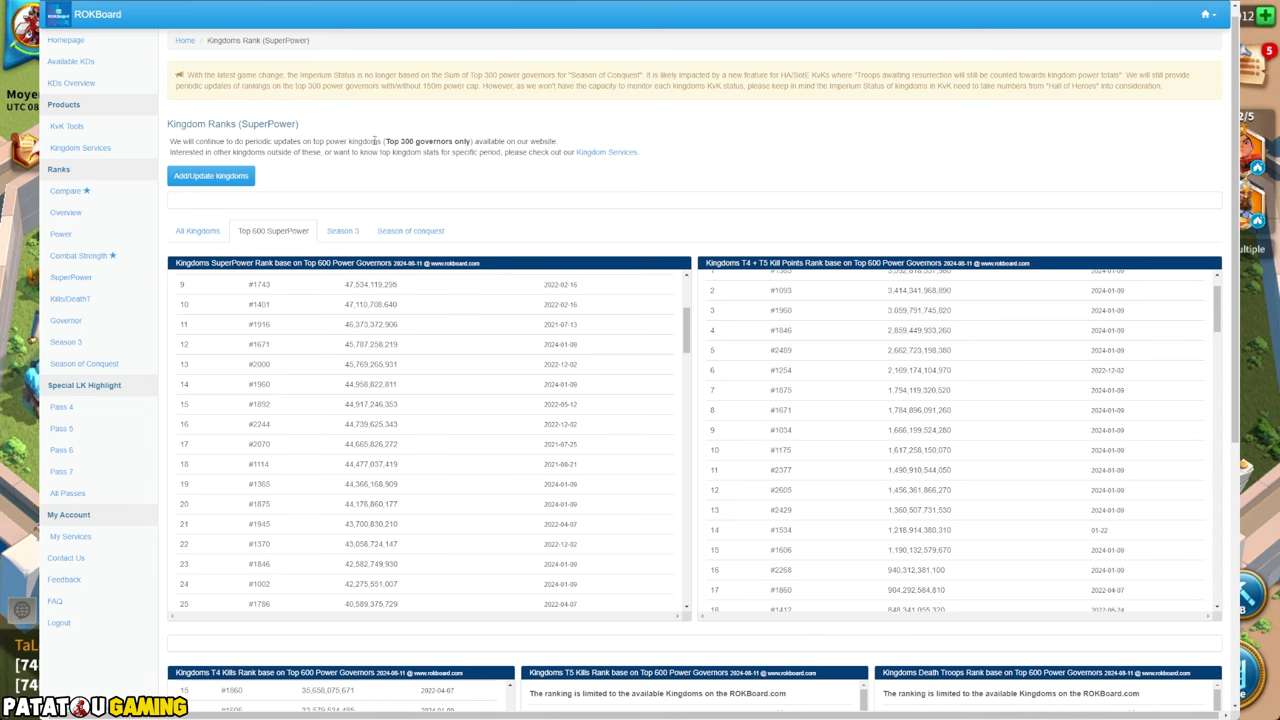 ROKBoard
12
5
Homepage
Available KDs
KDs Overview
Products
KvK Tools
Kingdom Services
Ranks
Compare
Overview
Power
Combat Strength
SuperPower
Kills/Death7
Governor
Season 3
Season of Conquest
Special LK Highlight
Pass 4
Pass 5
Pass 6
Pass 7
All Passes
My Account
My Services
Contact Us
Feedback
FAQ
Logout
Home / Kingdoms Rank (SuperPower)
With the latest game change, the Imperium Status is no longer based on the Sum of Top 300 power governors for "Season of Conquest". It is likely impacted by a new feature for HA/SotE KvKs where "Troops awaiting resurrection will still be counted towards kingdom power totals". We will still provide
periodic updates of rankings on the top 300 power governors with/without 150m power cap. However, as we won't have the capacity to monitor each kingdoms KvK status, please keep in mind the Imperium Status of kingdoms in KvK need to take numbers from "Hall of Heroes" into consideration.
Kingdom Ranks (SuperPower)
We will continue to do periodic updates on top power kingdoms (Top 300 governors only) available on our website.
Interested in other kingdoms outside of these, or want to know top kingdom stats for specific period, please check out our Kingdom Services.
Add/Update kingdoms
All Kingdoms Top 600 SuperPower Season 3 Season of conquest
Kingdoms SuperPower Rank base on Top 600 Power Governors 2024-08-11 @ www.rokboard.com
9 #1743 47,534,119,295 2022-02-16
10 #1401 47,110,708,640 2022-02-16
11 #1916 46,373,372,906 2021-07-13
12 #1671 45,787,258,219 2024-01-09
13 #2000 45,769,265,931 2022-12-02
14 #1960 44,958,822,811 2024-01-09
15 #1892 44,917,246,353 2022-05-12
16 #2244 44,739,625,343 2022-12-02
17 #2070 44,665,826,272 2021-07-25
18 #1114 44,477,037,419 2021-08-21
19 #1365 44,366,168,909 2024-01-09
20 #1875 44,176,860,177 2024-01-09
21 #1945 43,700,830,210 2022-04-07
22 #1370 43,058,724,147 2022-12-02
23 #1846 42,582,749,930 2024-01-09
24 #1002 42,275,551,007 2024-01-09
25 #1786 40,589,375,729 2022-04-07
Kingdoms T4 + T5 Kill Points Rank base on Top 600 Power Governors 2024-08-11 @ www.rokboard.com
2 #1093 3,414,341,968,890 2024-01-09
3 #1960 3,059,791,745,820 2024-01-09
4 #1846 2,859,449,933,260 2024-01-09
5 #2489 2,662,723,198,380 2024-01-09
6 #1254 2,169,174,104,970 2022-12-02
7 #1875 1,794,119,320,520 2024-01-09
8 #1671 1,784,896,091,260 2024-01-09
9 #1034 1,666,199,524,280 2024-01-09
10 #1175 1,617,258,150,070 2024-01-09
11 #2377 1,490,910,544,050 2024-01-09
12 #2605 1,456,361,866,270 2024-01-09
13 #2429 1,360,507,731,530 2024-01-09
14 #1534 1,218,914,380,310 01-22
15 #1606 1,190,132,579,670 2024-01-09
16 #2268 940,312,381,100 2024-01-09
17 #1860 904,292,584,810 2022-04-07
18 #1412 848,341,055,320 2022-06-24
Kingdoms T4 Kills Rank base on Top 600 Power Governors 2024-08-11 @ www.rokboard.com
15 #1860 35,658,075,671 2022-04-07
Kingdoms T5 Kills Rank base on Top 600 Power Governors 2024-08-11 @ www.rokboard.com
The ranking is limited to the available Kingdoms on the ROKBoard.com
Kingdoms Death Troops Rank base on Top 600 Power Governors 2024-08-11 @ www.rokboard.com
The ranking is limited to the available Kingdoms on the ROKBoard.com
Moye
UTC 08
ultiple
TaL
[74
[74
PATATOU GAMING